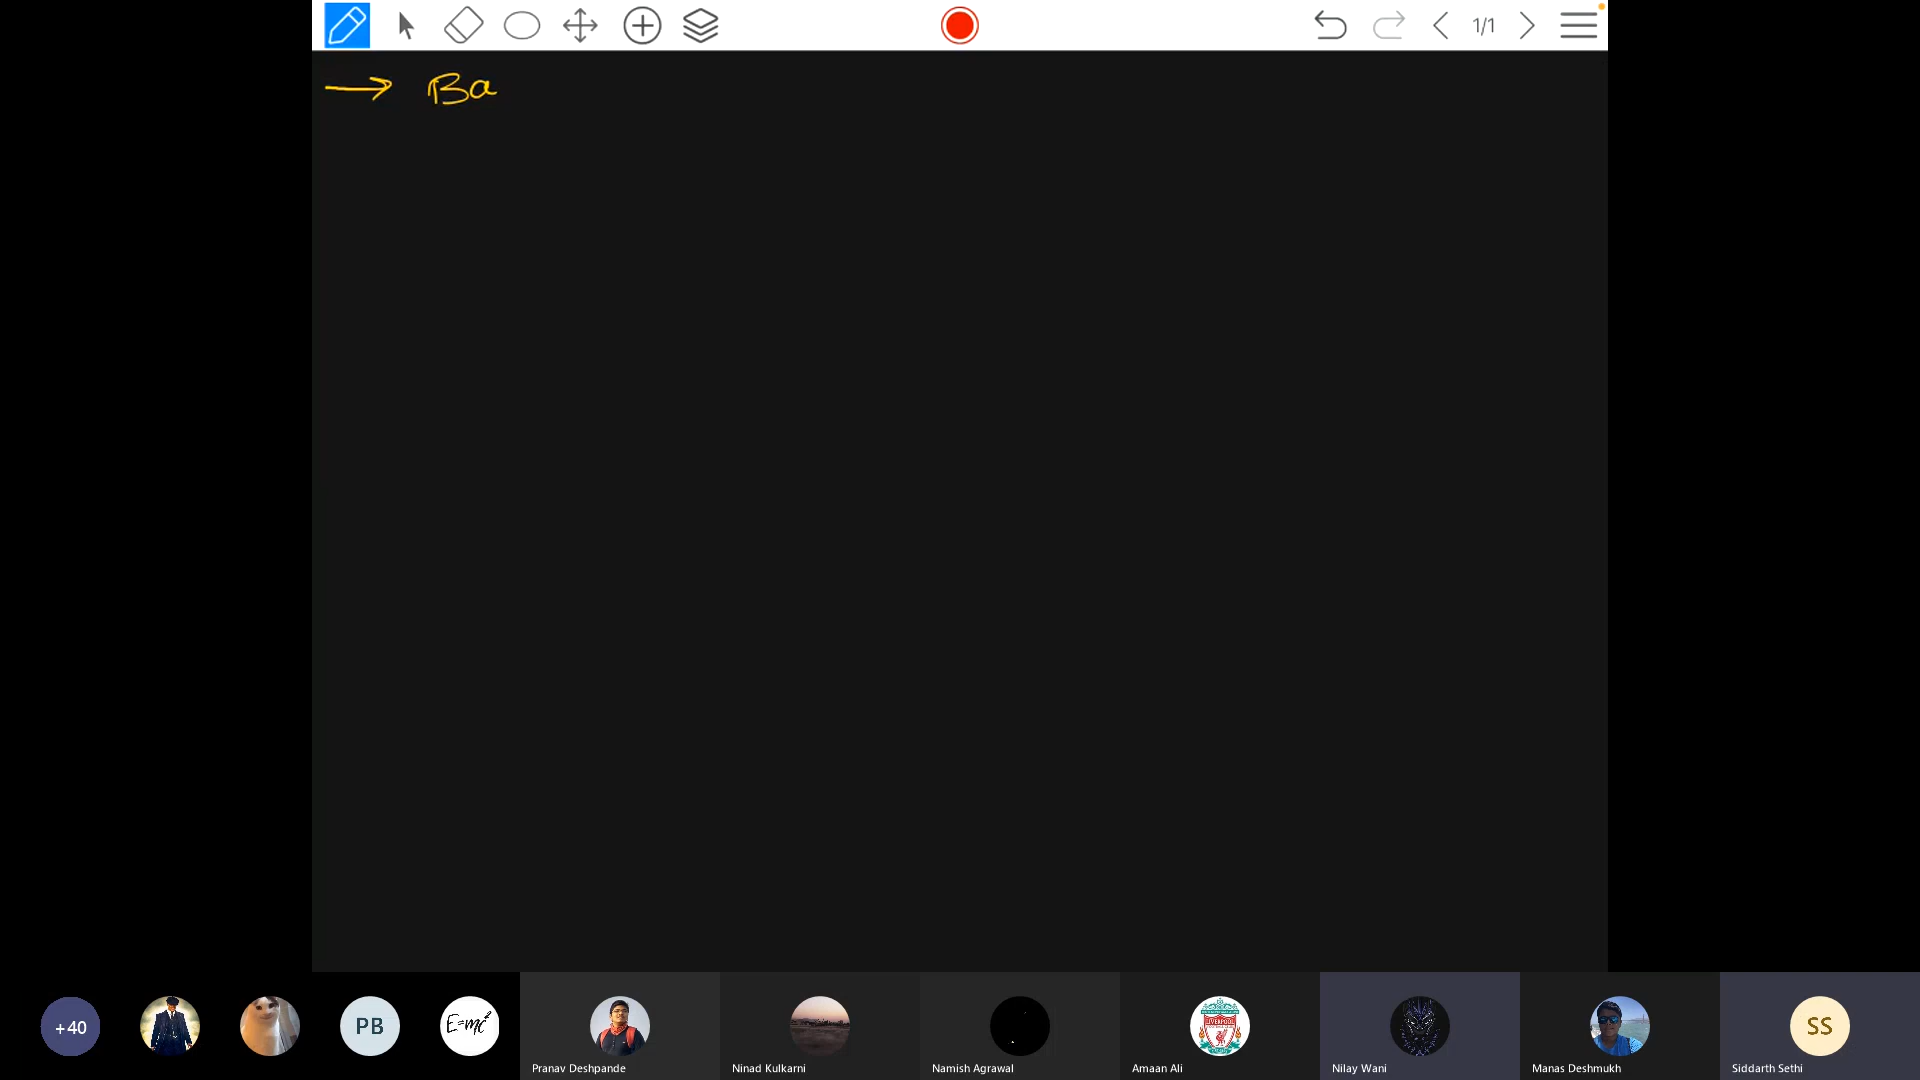 1/1
→ Ba
+40
PB
E=mc²
LIVERPOOL
SS
Pranav Deshpande
Ninad Kulkarni
Namish Agrawal
Amaan Ali
Nilay Wani
Manas Deshmukh
Siddarth Sethi